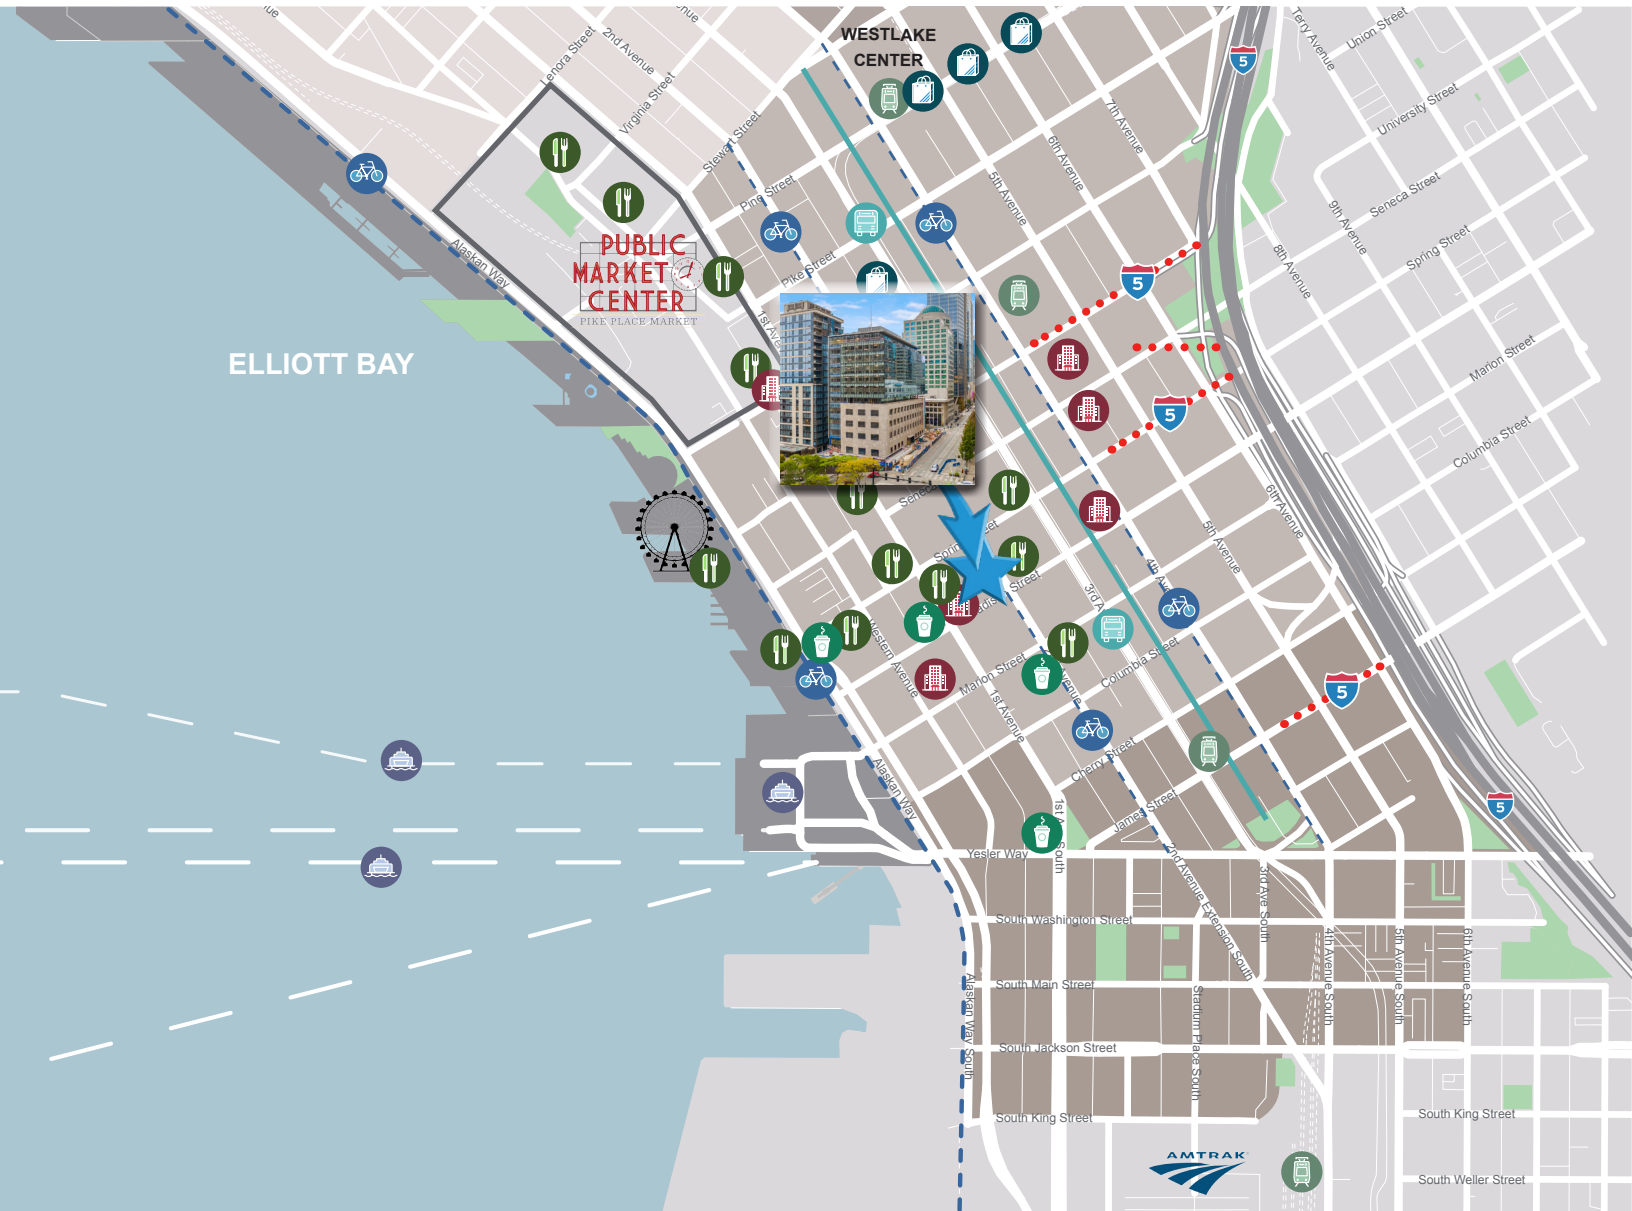 WESTLAKE
CENTER
Lenora Street
2nd Avenue
Virginia Street
Stewart Street
Pine Street
Pike Street
Terry Avenue
Union Street
University Street
Seneca Street
Spring Street
Marion Street
Columbia Street
7th Avenue
6th Avenue
5th Avenue
9th Avenue
8th Avenue
5
5
5
5
5
Alaskan Way
PUBLIC
MARKET
CENTER
PIKE PLACE MARKET
1st Ave
ELLIOTT BAY
Seneca
Street
6th Avenue
5th Avenue
4th Ave
3rd A
Columbia Street
Western Avenue
Marion Street
1st Avenue
Cherry Street
James Street
Alaskan Way
Yesler Way
2nd Avenue Extension South
3rd Ave South
South Washington Street
4th Avenue South
5th Avenue South
6th Avenue South
South Main Street
Alaskan Way South
Stadium Place South
South Jackson Street
South King Street
South King Street
AMTRAK
South Weller Street